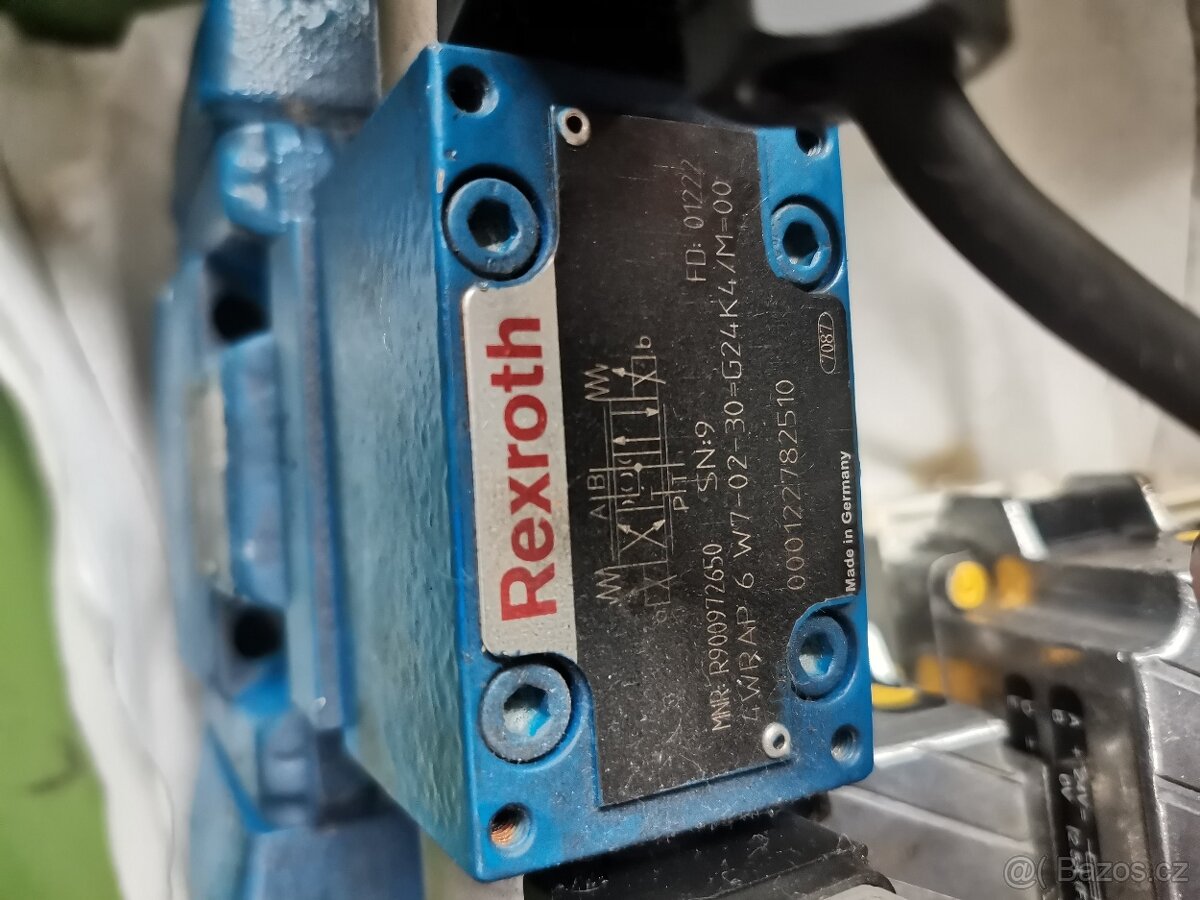 Rexroth
A B
P T
a
b
FD: 01222
MNR: R900972650 SN:9
4WRAP 6 W7-02-30=G24K4/M=00
0001227782510
7087
Made in Germany
@( Bazos.cz